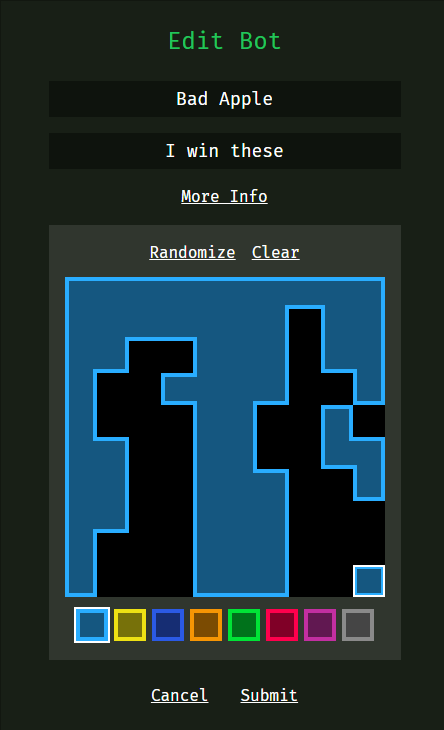 Edit Bot
Bad Apple
I win these
More Info
Randomize Clear
Cancel Submit